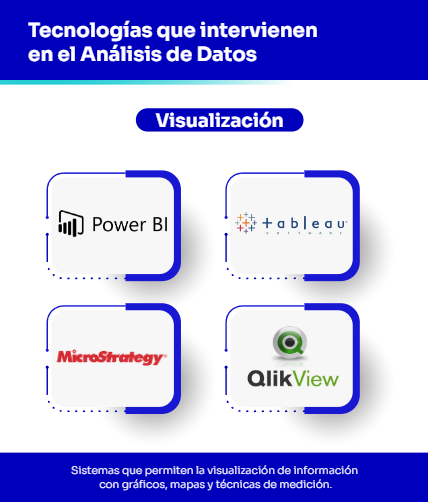 Tecnologías que intervienen
en el Análisis de Datos
Visualización
Power BI
+ableau
SOFTWARE
MicroStrategy
QlikView
Sistemas que permiten la visualización de información
con gráficos, mapas y técnicas de medición.